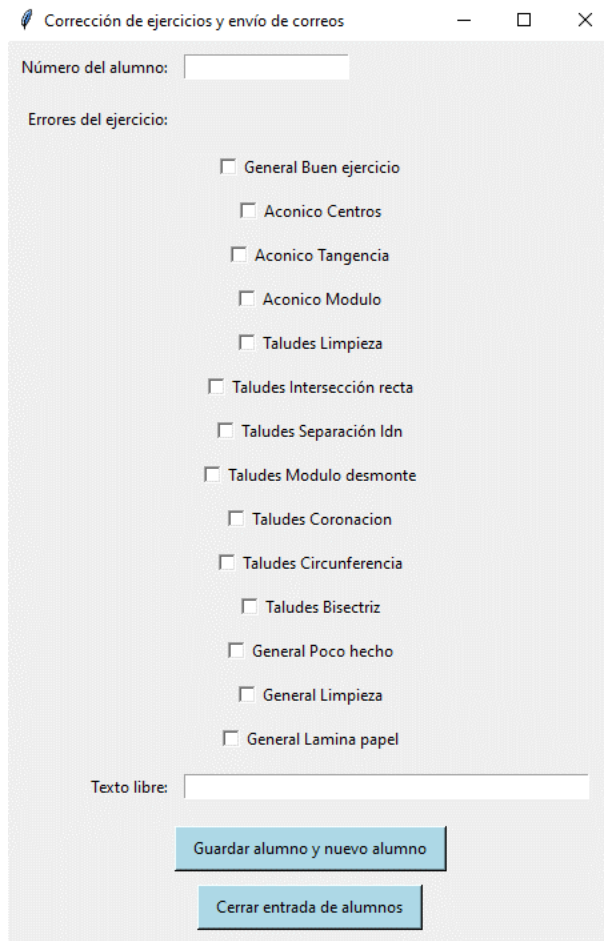 Corrección de ejercicios y envío de correos
Número del alumno:
Errores del ejercicio:
General Buen ejercicio
Aconico Centros
Aconico Tangencia
Aconico Modulo
Taludes Limpieza
Taludes Intersección recta
Taludes Separación ldn
Taludes Modulo desmonte
Taludes Coronacion
Taludes Circunferencia
Taludes Bisectriz
General Poco hecho
General Limpieza
General Lamina papel
Texto libre:
Guardar alumno y nuevo alumno
Cerrar entrada de alumnos